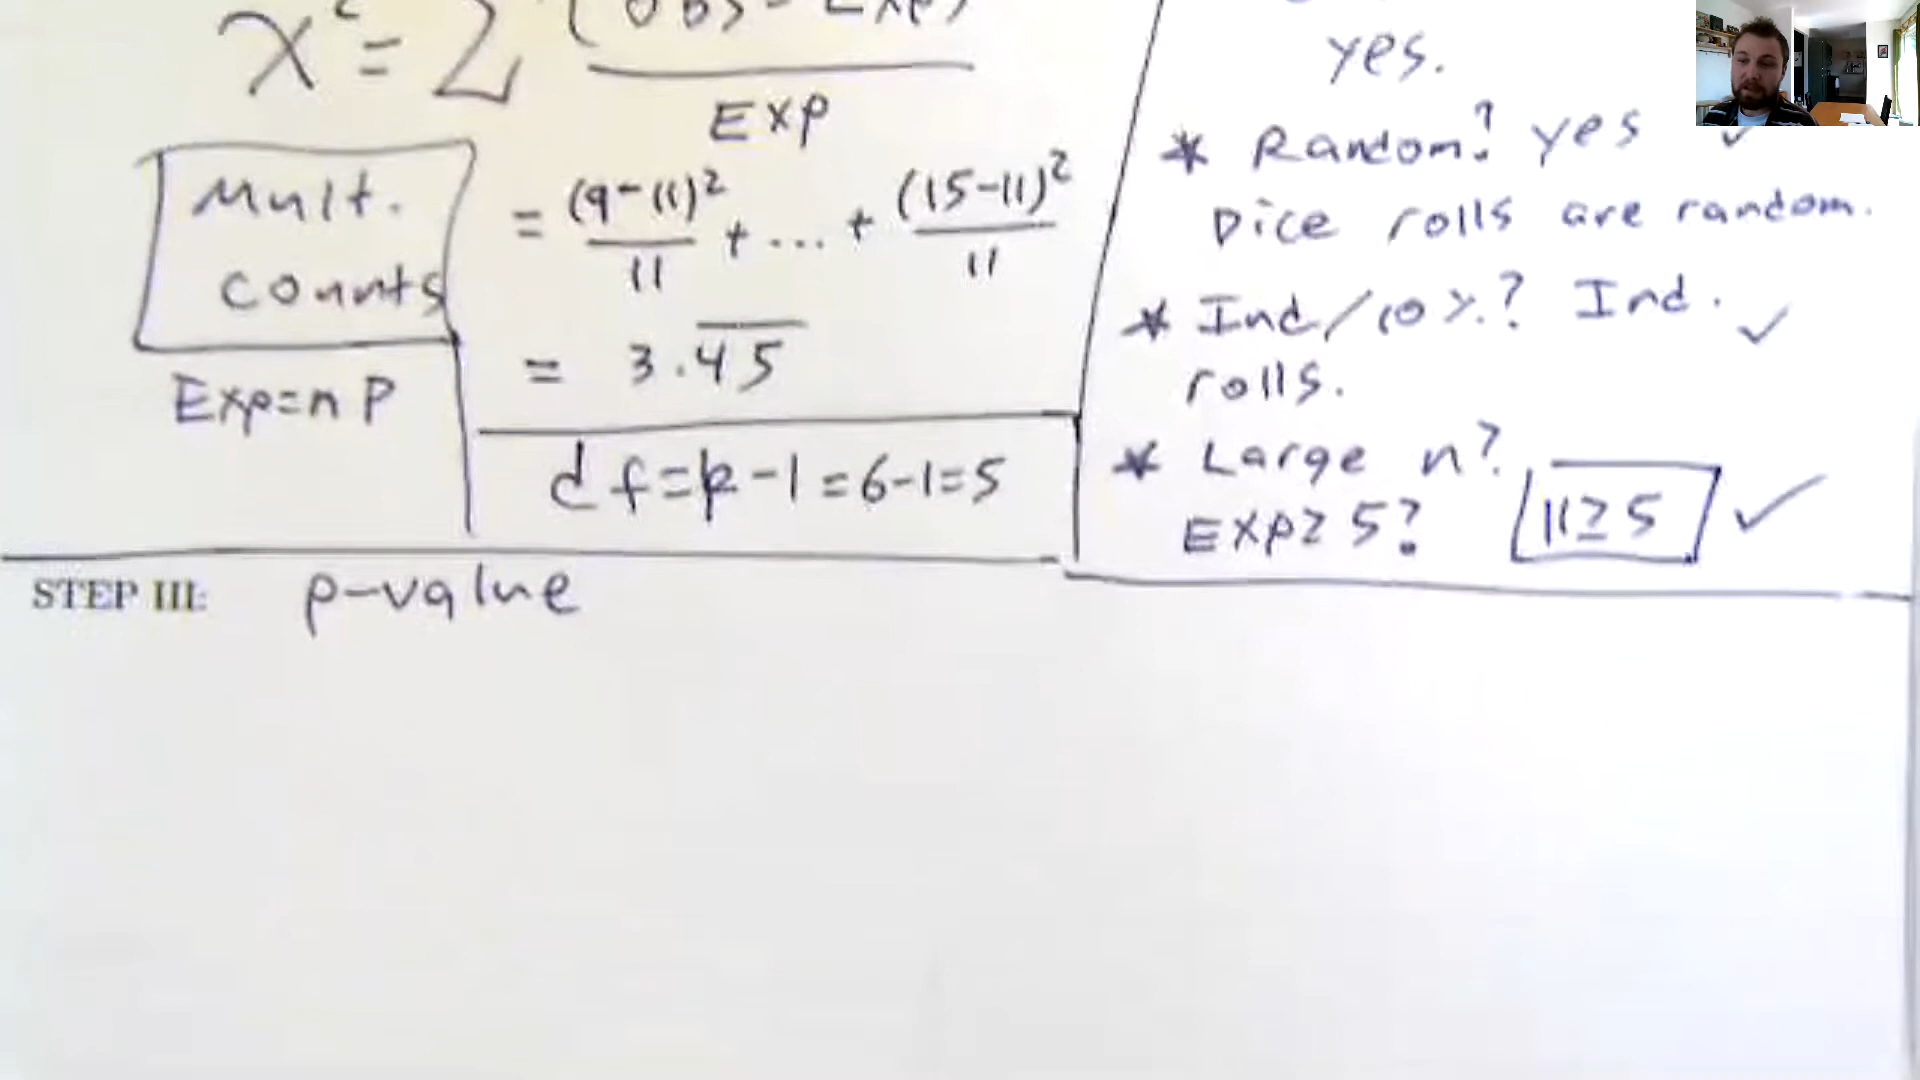 χ² = Σ (Obs - Exp)
Exp
Mult.
Counts
Exp=nP
= (9-11)²/11 + ... + (15-11)²/11
= 3.4̅5̅
df=k-1=6-1=5
yes.
* Random? yes ✓
Dice rolls are random.
* Ind/10%? Ind. ✓
rolls.
* Large n?
Exp≥5? 11≥5 ✓
STEP III: p-value